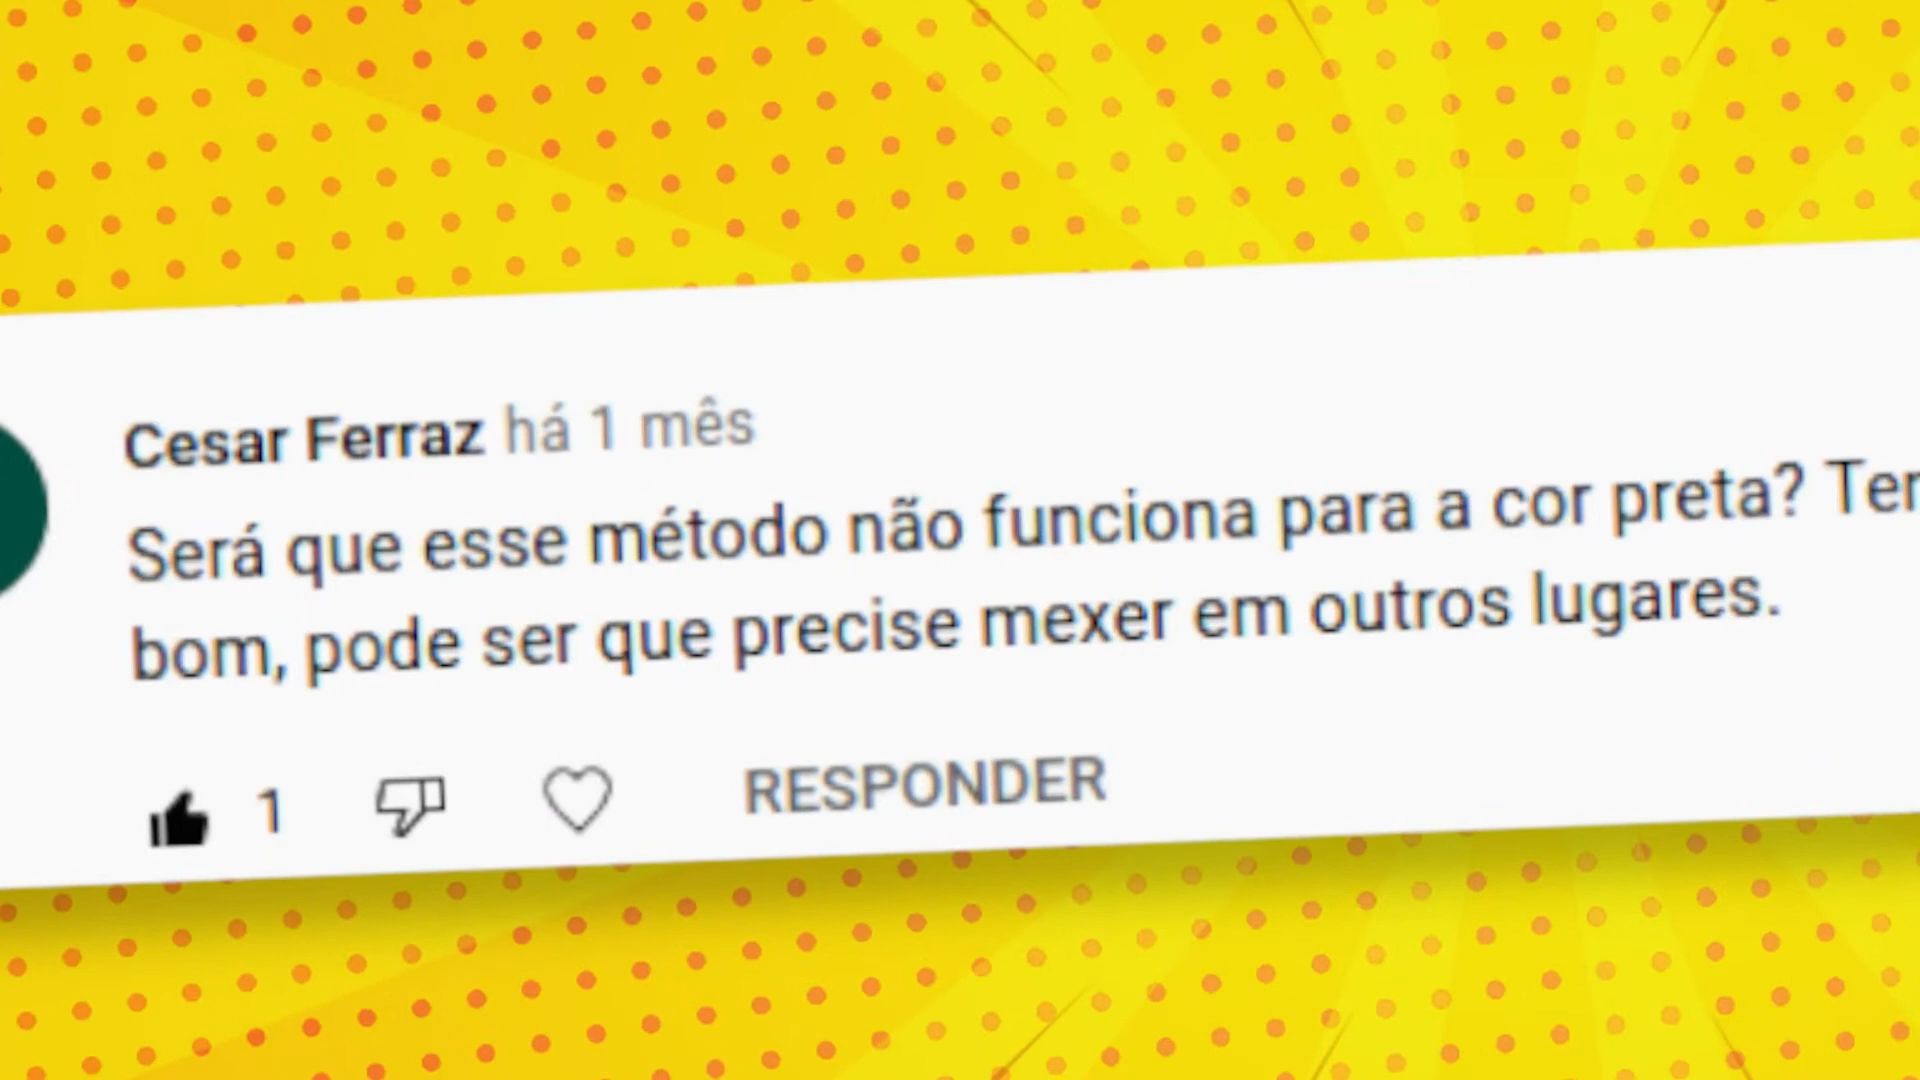 Cesar Ferraz há 1 mês
Será que esse método não funciona para a cor preta?
bom, pode ser que precise mexer em outros lugares.
1
RESPONDER